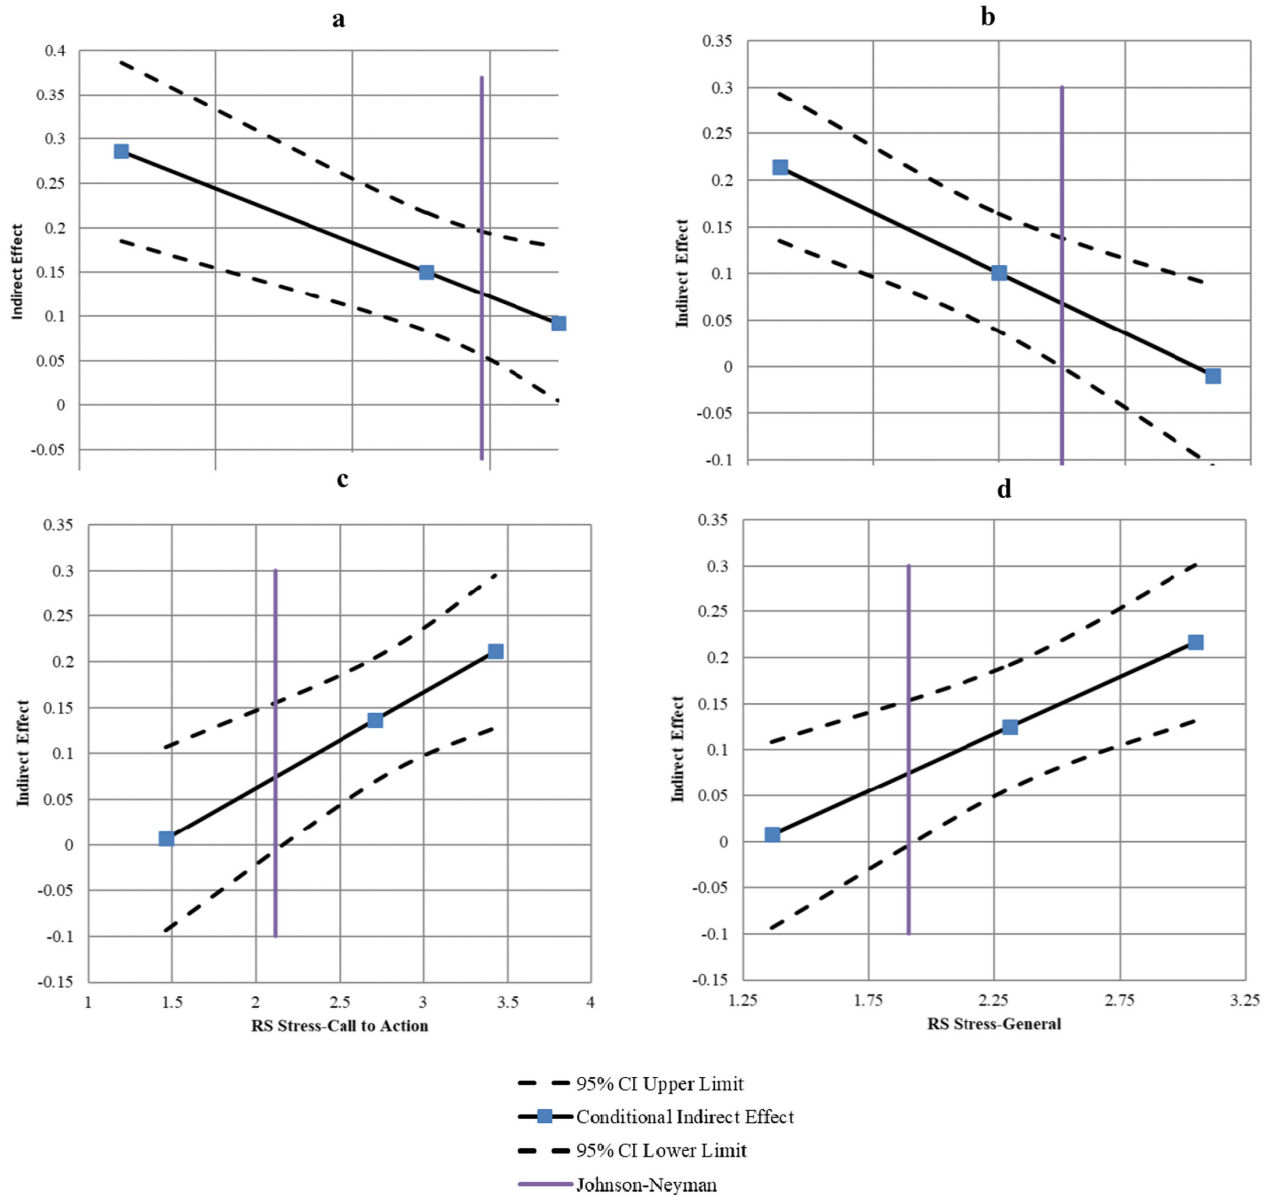 a
0.4
0.35
0.3
0.25
0.2
0.15
0.1
0.05
0
-0.05
Indirect Effect
b
0.35
0.3
0.25
0.2
0.15
0.1
0.05
0
-0.05
-0.1
Indirect Effect
c
0.35
0.3
0.25
0.2
0.15
0.1
0.05
0
-0.05
-0.1
-0.15
Indirect Effect
1 1.5 2 2.5 3 3.5 4
RS Stress-Call to Action
d
0.35
0.3
0.25
0.2
0.15
0.1
0.05
0
-0.05
-0.1
-0.15
Indirect Effect
1.25 1.75 2.25 2.75 3.25
RS Stress-General
95% CI Upper Limit
Conditional Indirect Effect
95% CI Lower Limit
Johnson-Neyman